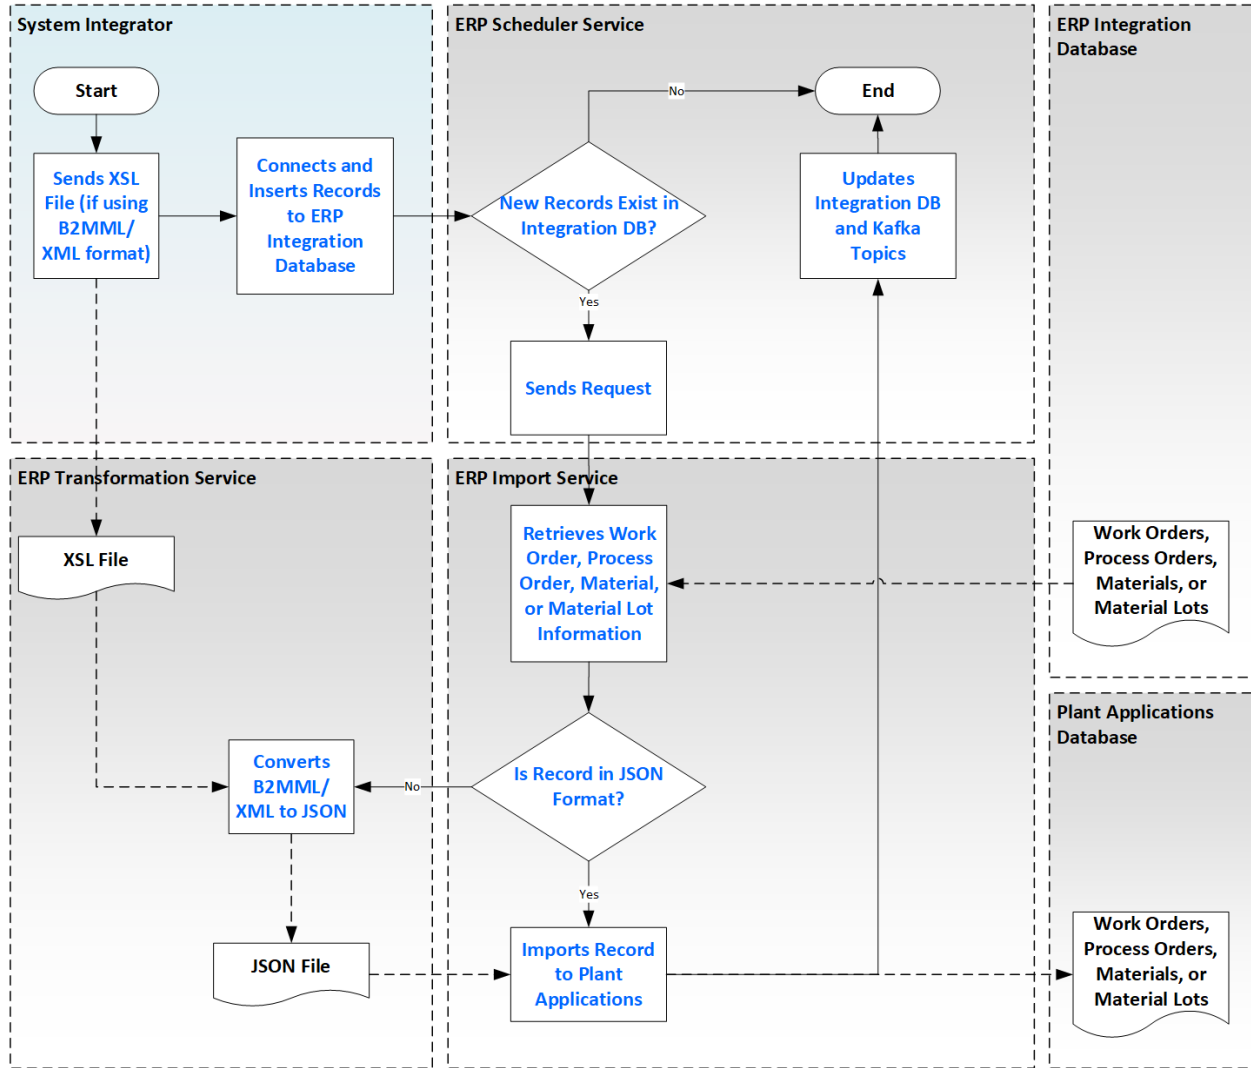 System Integrator
Start
Sends XSL
File (if using
B2MML/
XML format)
Connects and
Inserts Records
to ERP
Integration
Database
ERP Scheduler Service
No
End
New Records Exist in
Integration DB?
Updates
Integration DB
and Kafka
Topics
Yes
Sends Request
ERP Integration
Database
Work Orders,
Process Orders,
Materials, or
Material Lots
ERP Transformation Service
XSL File
Converts
B2MML/
XML to JSON
JSON File
ERP Import Service
Retrieves Work
Order, Process
Order, Material,
or Material Lot
Information
Is Record in JSON
Format?
No
Yes
Imports Record
to Plant
Applications
Plant Applications
Database
Work Orders,
Process Orders,
Materials, or
Material Lots